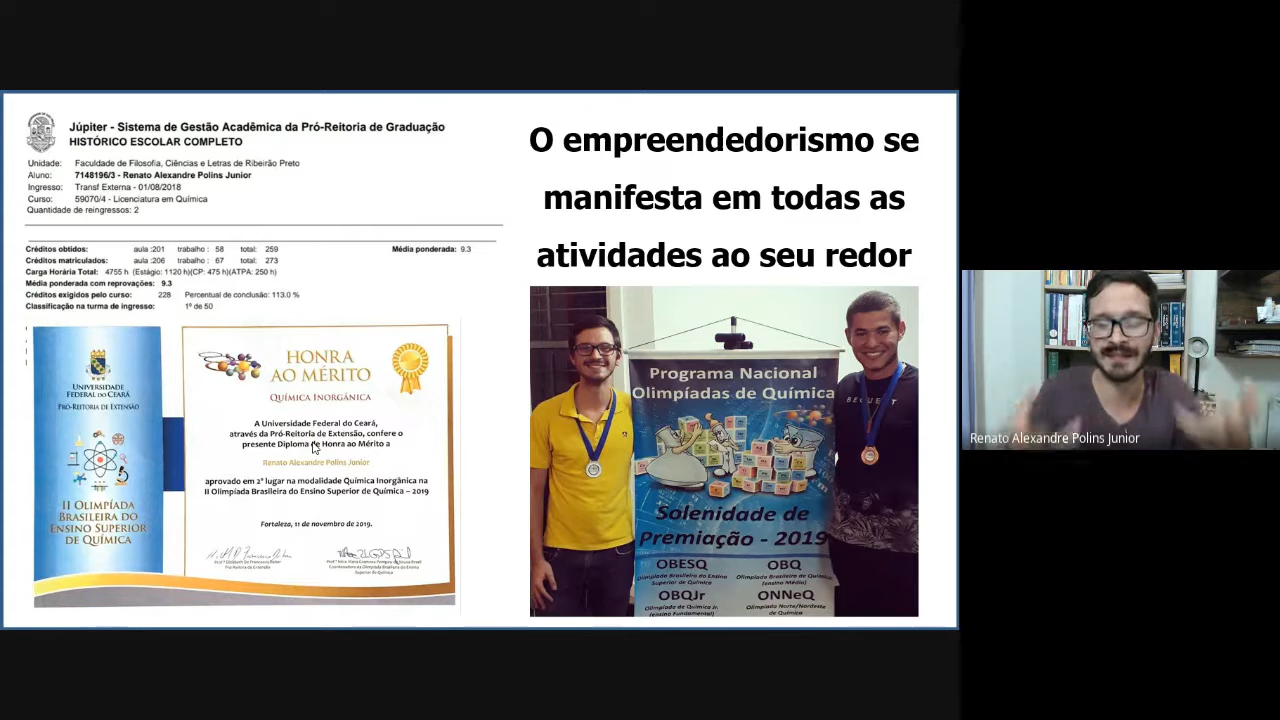 Júpiter - Sistema de Gestão Acadêmica da Pró-Reitoria de Graduação
HISTÓRICO ESCOLAR COMPLETO
Unidade: Faculdade de Filosofia, Ciências e Letras de Ribeirão Preto
Aluno: 7148196/3 - Renato Alexandre Polins Junior
Ingresso: Transf Externa - 01/08/2018
Curso: 59070/4 - Licenciatura em Química
Quantidade de reingressos: 2
Créditos obtidos: aula :201 trabalho : 58 total: 259 Média ponderada: 9.3
Créditos matriculados: aula :206 trabalho : 67 total: 273
Carga Horária Total: 4755 h (Estágio: 1120 h)(CP: 475 h)(ATPA: 250 h)
Média ponderada com reprovações: 9.3
Créditos exigidos pelo curso: 228 Percentual de conclusão: 113.0 %
Classificação na turma de ingresso: 1º de 50
UNIVERSIDADE
FEDERAL DO CEARÁ
PRÓ-REITORIA DE EXTENSÃO
II OLIMPÍADA
BRASILEIRA DO
ENSINO SUPERIOR
DE QUÍMICA
HONRA
AO MÉRITO
QUÍMICA INORGÂNICA
A Universidade Federal do Ceará,
através da Pró-Reitoria de Extensão, confere o
presente Diploma de Honra ao Mérito a
Renato Alexandre Polins Junior
aprovado em 2º lugar na modalidade Química Inorgânica na
II Olimpíada Brasileira do Ensino Superior de Química – 2019
Fortaleza, 11 de novembro de 2019.
O empreendedorismo se
manifesta em todas as
atividades ao seu redor
Programa Nacional
Olimpíadas de Química
Solenidade de
Premiação - 2019
OBESQ
Olimpíada Brasileira do Ensino
Superior de Química
OBQ
Olimpíada Brasileira de Química
(ensino Médio)
OBQJr
Olimpíada de Química Jr.
(ensino Fundamental)
ONNeQ
Olimpíada Norte/Nordeste
de Química
Renato Alexandre Polins Junior